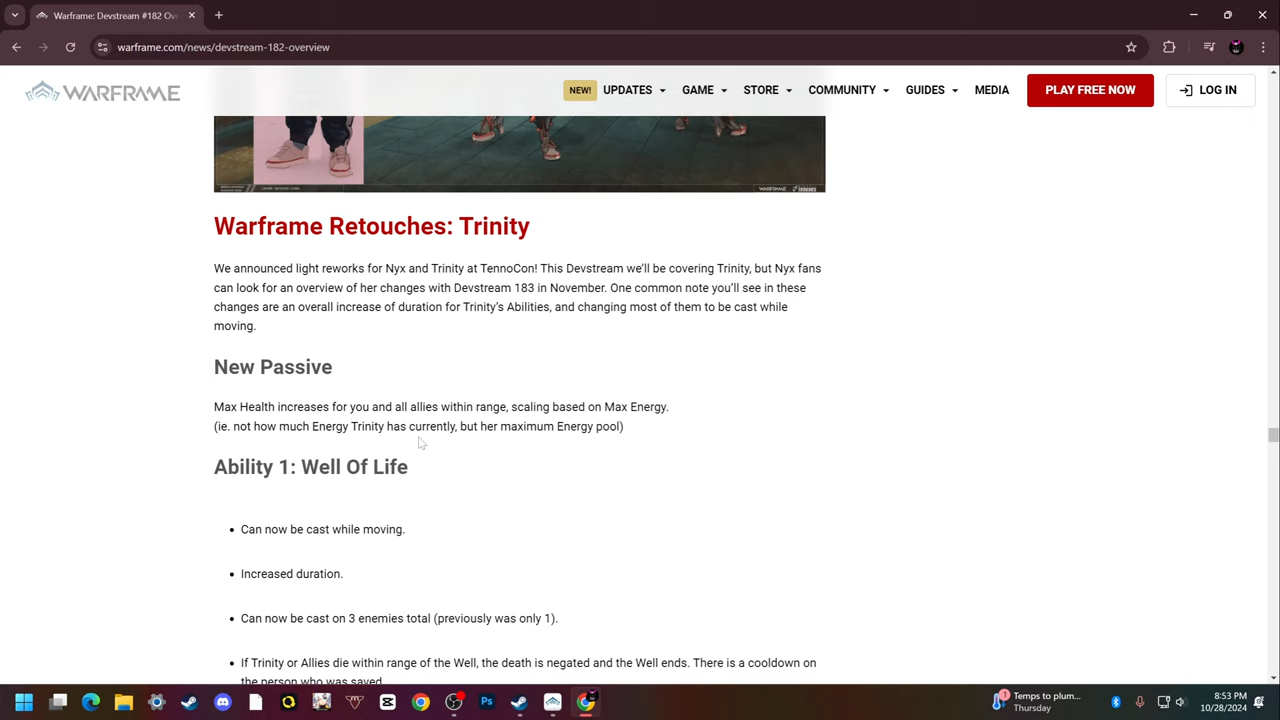 Warframe: Devstream #182 Ov
warframe.com/news/devstream-182-overview
WARFRAME
NEW! UPDATES GAME STORE COMMUNITY GUIDES MEDIA PLAY FREE NOW LOG IN
Warframe Retouches: Trinity
We announced light reworks for Nyx and Trinity at TennoCon! This Devstream we'll be covering Trinity, but Nyx fans
can look for an overview of her changes with Devstream 183 in November. One common note you'll see in these
changes are an overall increase of duration for Trinity's Abilities, and changing most of them to be cast while
moving.
New Passive
Max Health increases for you and all allies within range, scaling based on Max Energy.
(ie. not how much Energy Trinity has currently, but her maximum Energy pool)
Ability 1: Well Of Life
• Can now be cast while moving.
• Increased duration.
• Can now be cast on 3 enemies total (previously was only 1).
• If Trinity or Allies die within range of the Well, the death is negated and the Well ends. There is a cooldown on
the person who was saved.
1
Temps to plum...
Thursday
8:53 PM
10/28/2024